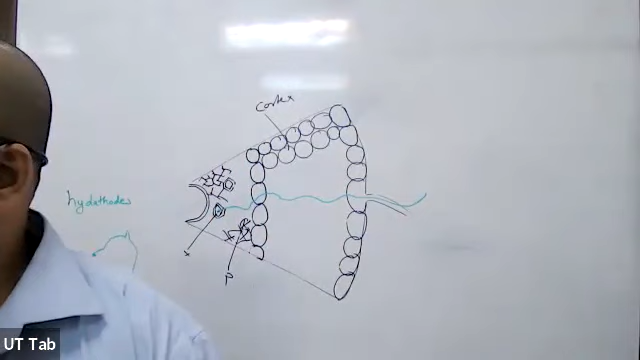 Cortex
hydathodes
x
P
UT Tab